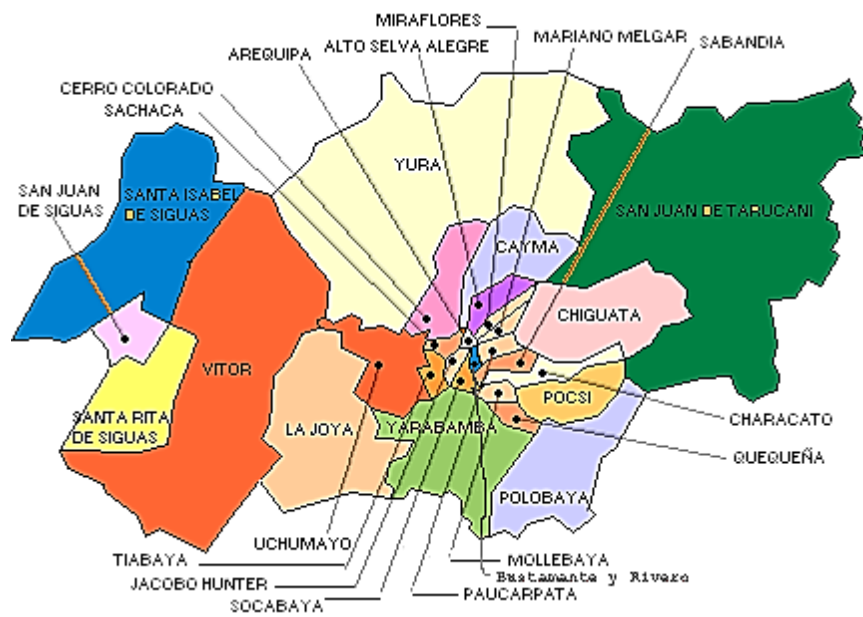 MIRAFLORES
ALTO SELVA ALEGRE
MARIANO MELGAR
SABANDIA
AREQUIPA
CERRO COLORADO
SACHACA
YURA
SAN JUAN
DE SIGUAS
SANTA ISABEL
DE SIGUAS
SAN JUAN DE TARUCANI
CAYMA
CHIGUATA
VITOR
POCSI
SANTA RITA
DE SIGUAS
LA JOYA
YARABAMBA
CHARACATO
QUEQUEÑA
POLOBAYA
UCHUMAYO
TIABAYA
MOLLEBAYA
Bustamante y Rivero
JACOBO HUNTER
PAUCARPATA
SOCABAYA